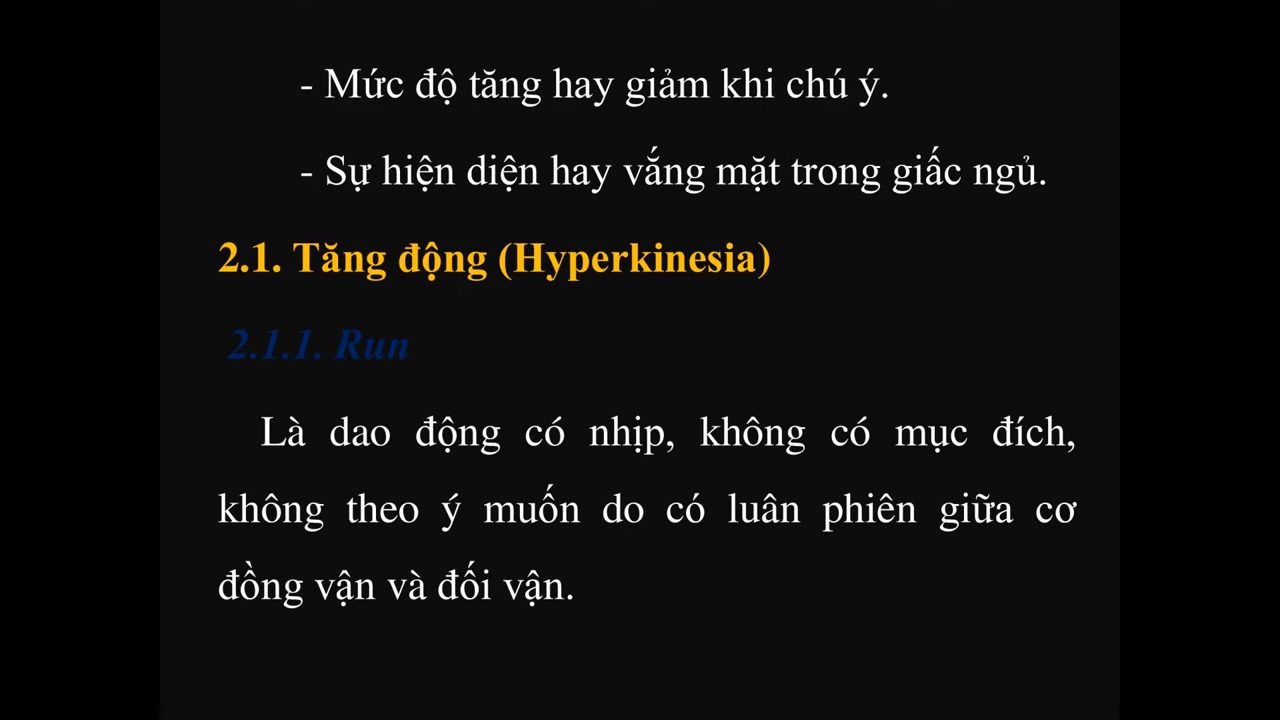 - Mức độ tăng hay giảm khi chú ý.
- Sự hiện diện hay vắng mặt trong giấc ngủ.
2.1. Tăng động (Hyperkinesia)
2.1.1. Run
Là dao động có nhịp, không có mục đích,
không theo ý muốn do có luân phiên giữa cơ
đồng vận và đối vận.